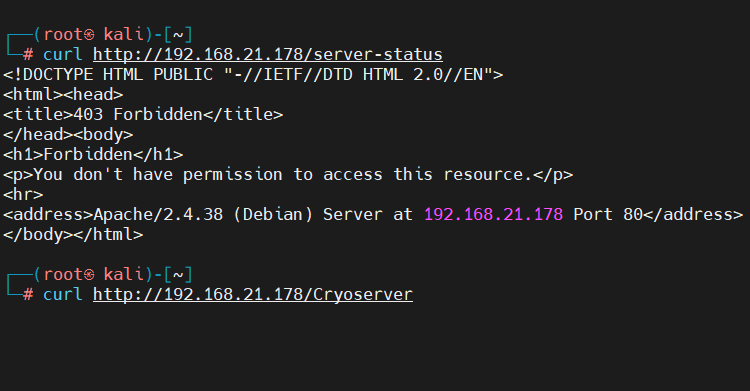 ┌──(root㉿ kali)-[~]
└─# curl http://192.168.21.178/server-status
<!DOCTYPE HTML PUBLIC "-//IETF//DTD HTML 2.0//EN">
<html><head>
<title>403 Forbidden</title>
</head><body>
<h1>Forbidden</h1>
<p>You don't have permission to access this resource.</p>
<hr>
<address>Apache/2.4.38 (Debian) Server at 192.168.21.178 Port 80</address>
</body></html>
┌──(root㉿ kali)-[~]
└─# curl http://192.168.21.178/Cryoserver